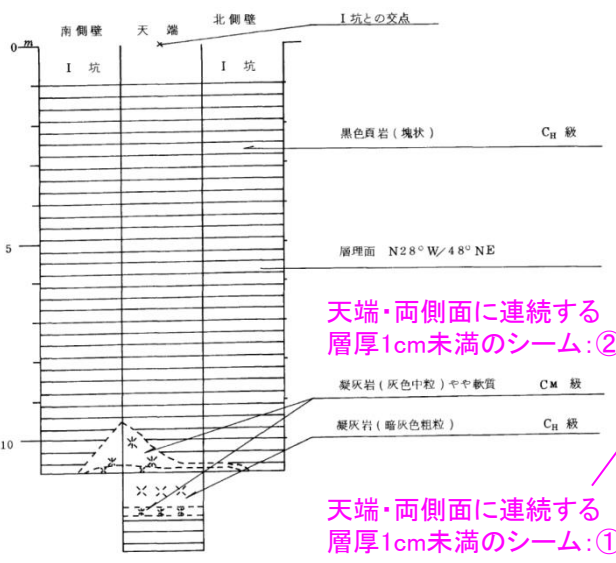 南側壁 天端 北側壁
I坑との交点
0 m
I 坑 I 坑
黒色頁岩(塊状) CH 級
5
層理面 N28°W/48°NE
天端・両側面に連続する
層厚1cm未満のシーム:②
凝灰岩(灰色中粒)やや軟質 CM 級
10
凝灰岩(暗灰色粗粒) CH 級
天端・両側面に連続する
層厚1cm未満のシーム:①